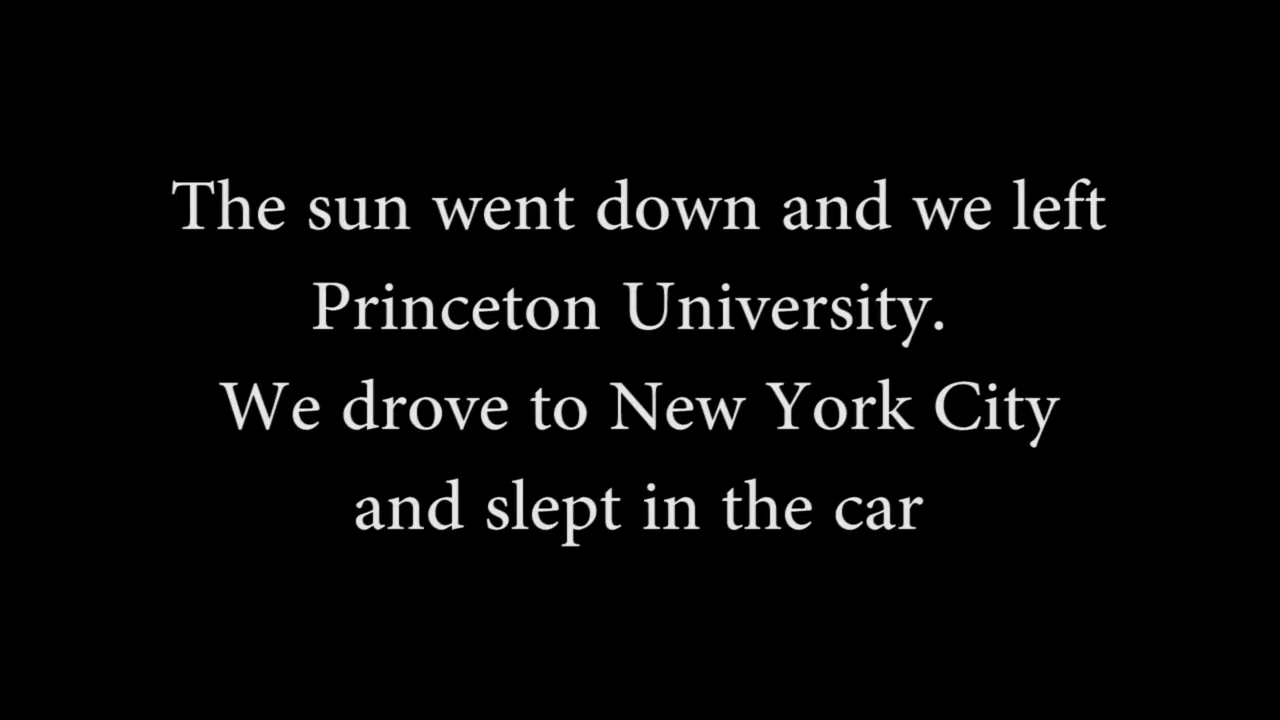 The sun went down and we left
Princeton University.
We drove to New York City
and slept in the car